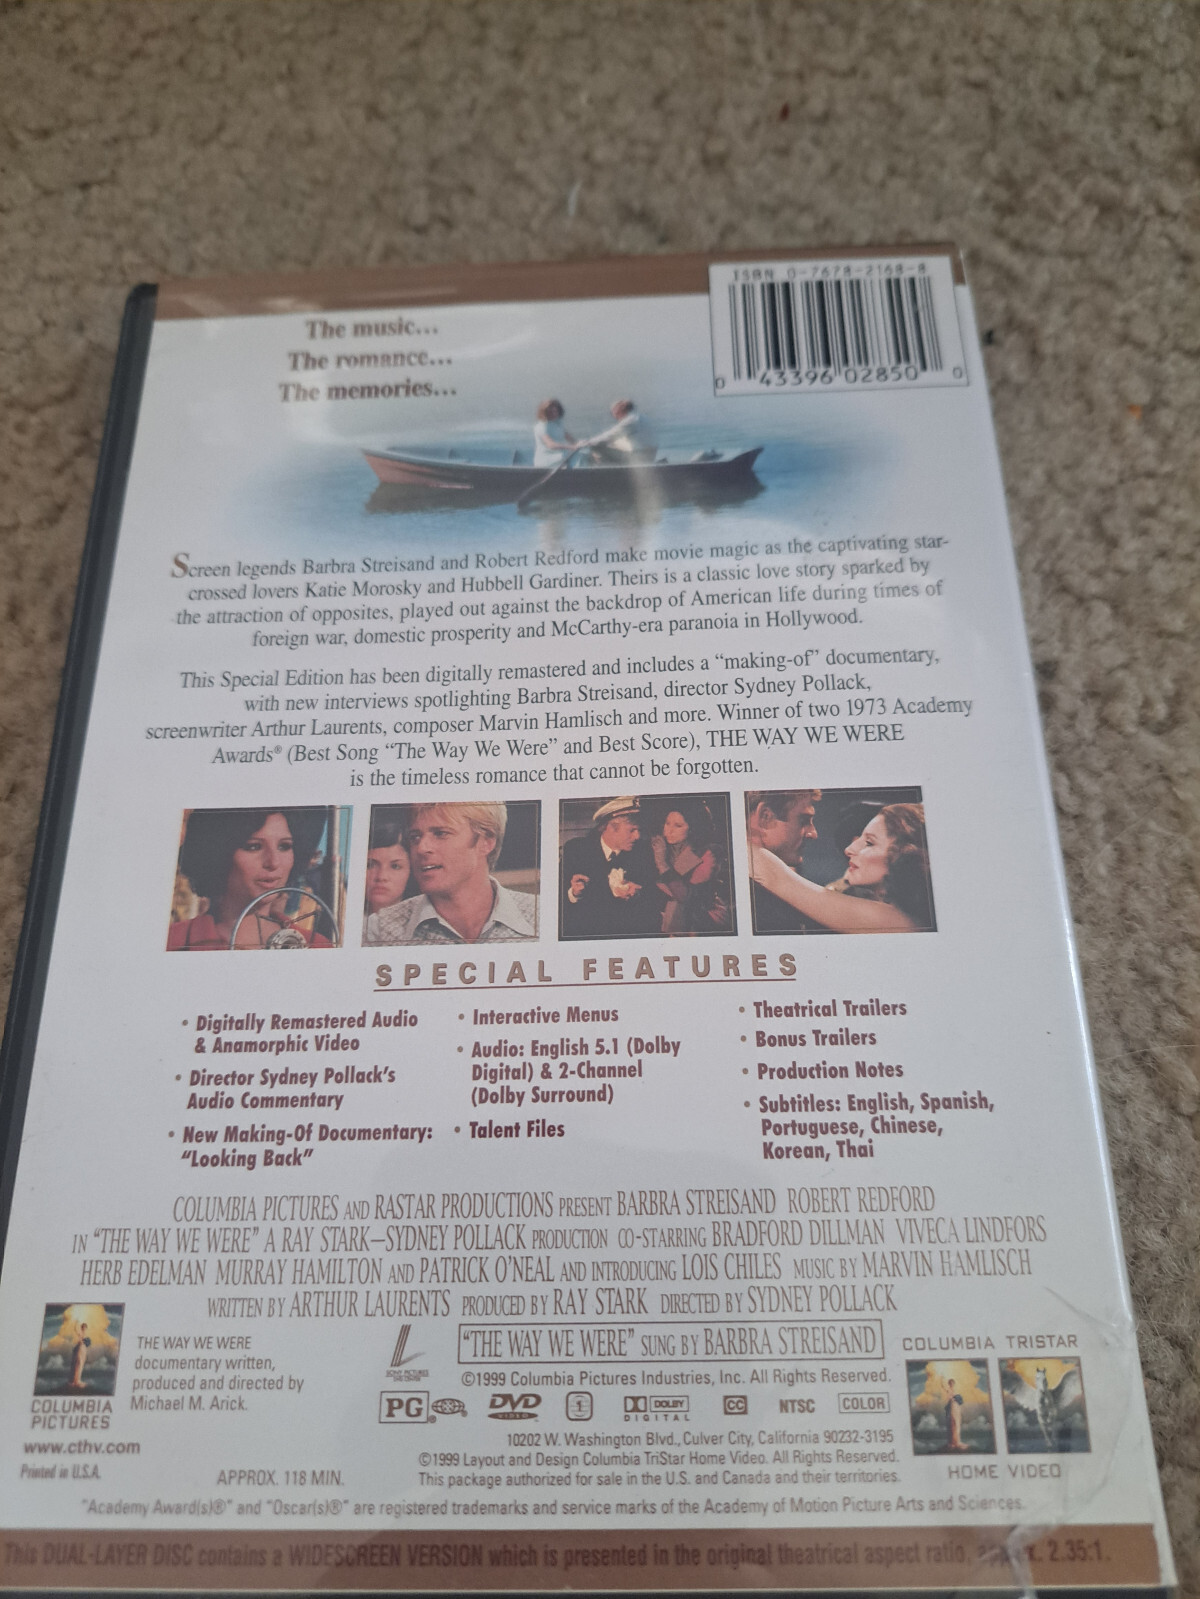 ISBN 0-7678-2168-8
0 43396 02850 0
The music...
The romance...
The memories...
Screen legends Barbra Streisand and Robert Redford make movie magic as the captivating star-
crossed lovers Katie Morosky and Hubbell Gardiner. Theirs is a classic love story sparked by
the attraction of opposites, played out against the backdrop of American life during times of
foreign war, domestic prosperity and McCarthy-era paranoia in Hollywood.
This Special Edition has been digitally remastered and includes a “making-of” documentary,
with new interviews spotlighting Barbra Streisand, director Sydney Pollack,
screenwriter Arthur Laurents, composer Marvin Hamlisch and more. Winner of two 1973 Academy
Awards® (Best Song “The Way We Were” and Best Score), THE WAY WE WERE
is the timeless romance that cannot be forgotten.
SPECIAL FEATURES
• Digitally Remastered Audio
& Anamorphic Video
• Director Sydney Pollack's
Audio Commentary
• New Making-Of Documentary:
“Looking Back”
• Interactive Menus
• Audio: English 5.1 (Dolby
Digital) & 2-Channel
(Dolby Surround)
• Talent Files
• Theatrical Trailers
• Bonus Trailers
• Production Notes
• Subtitles: English, Spanish,
Portuguese, Chinese,
Korean, Thai
COLUMBIA PICTURES AND RASTAR PRODUCTIONS PRESENT BARBRA STREISAND ROBERT REDFORD
IN “THE WAY WE WERE” A RAY STARK–SYDNEY POLLACK PRODUCTION CO-STARRING BRADFORD DILLMAN VIVECA LINDFORS
HERB EDELMAN MURRAY HAMILTON AND PATRICK O'NEAL AND INTRODUCING LOIS CHILES MUSIC BY MARVIN HAMLISCH
WRITTEN BY ARTHUR LAURENTS PRODUCED BY RAY STARK DIRECTED BY SYDNEY POLLACK
“THE WAY WE WERE” SUNG BY BARBRA STREISAND
COLUMBIA
PICTURES
www.cthv.com
Printed in U.S.A.
THE WAY WE WERE
documentary written,
produced and directed by
Michael M. Arick.
APPROX. 118 MIN.
SONY PICTURES
©1999 Columbia Pictures Industries, Inc. All Rights Reserved.
PG DVD VIDEO 1 DOLBY DIGITAL CC NTSC COLOR
10202 W. Washington Blvd., Culver City, California 90232-3195
©1999 Layout and Design Columbia TriStar Home Video. All Rights Reserved.
This package authorized for sale in the U.S. and Canada and their territories.
COLUMBIA TRISTAR
HOME VIDEO
“Academy Award(s)®” and “Oscar(s)®” are registered trademarks and service marks of the Academy of Motion Picture Arts and Sciences.
This DUAL-LAYER DISC contains a WIDESCREEN VERSION which is presented in the original theatrical aspect ratio, approx. 2.35:1.